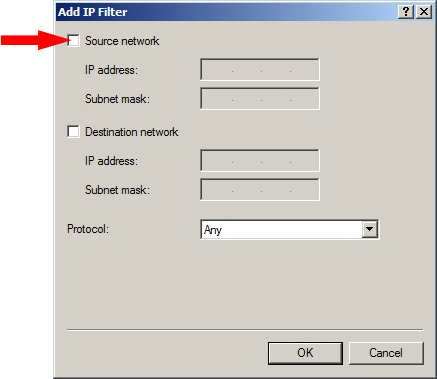 Add IP Filter
Source network
IP address:
Subnet mask:
Destination network
IP address:
Subnet mask:
Protocol: Any
OK Cancel